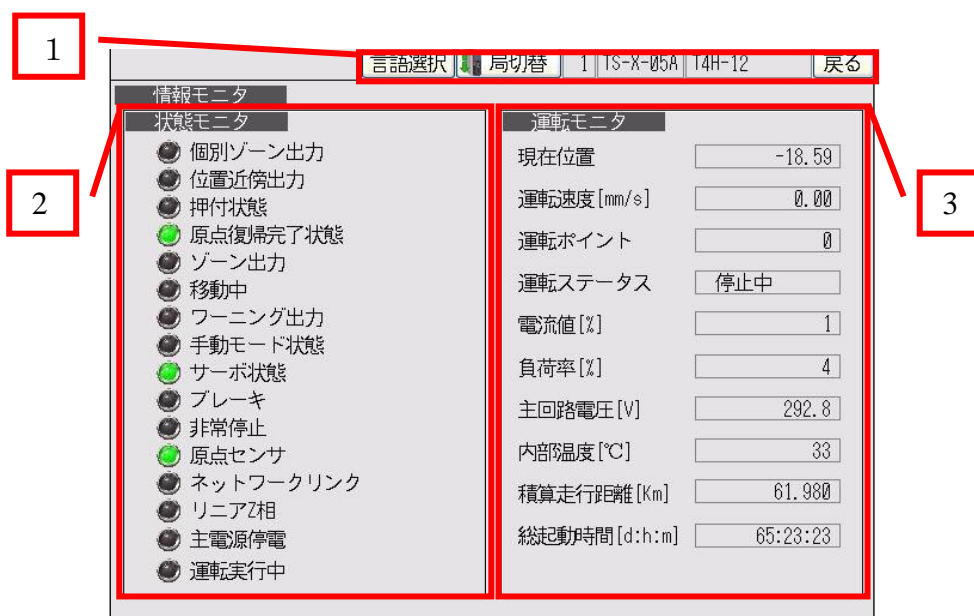 1
言語選択 局切替 1 TS-X-05A T4H-12 戻る
情報モニタ
2
状態モニタ
個別ゾーン出力
位置近傍出力
押付状態
原点復帰完了状態
ゾーン出力
移動中
ワーニング出力
手動モード状態
サーボ状態
ブレーキ
非常停止
原点センサ
ネットワークリンク
リニアZ相
主電源停電
運転実行中
3
運転モニタ
現在位置 -18.59
運転速度[mm/s] 0.00
運転ポイント 0
運転ステータス 停止中
電流値[%] 1
負荷率[%] 4
主回路電圧[V] 292.8
内部温度[℃] 33
積算走行距離[Km] 61.980
総起動時間[d:h:m] 65:23:23